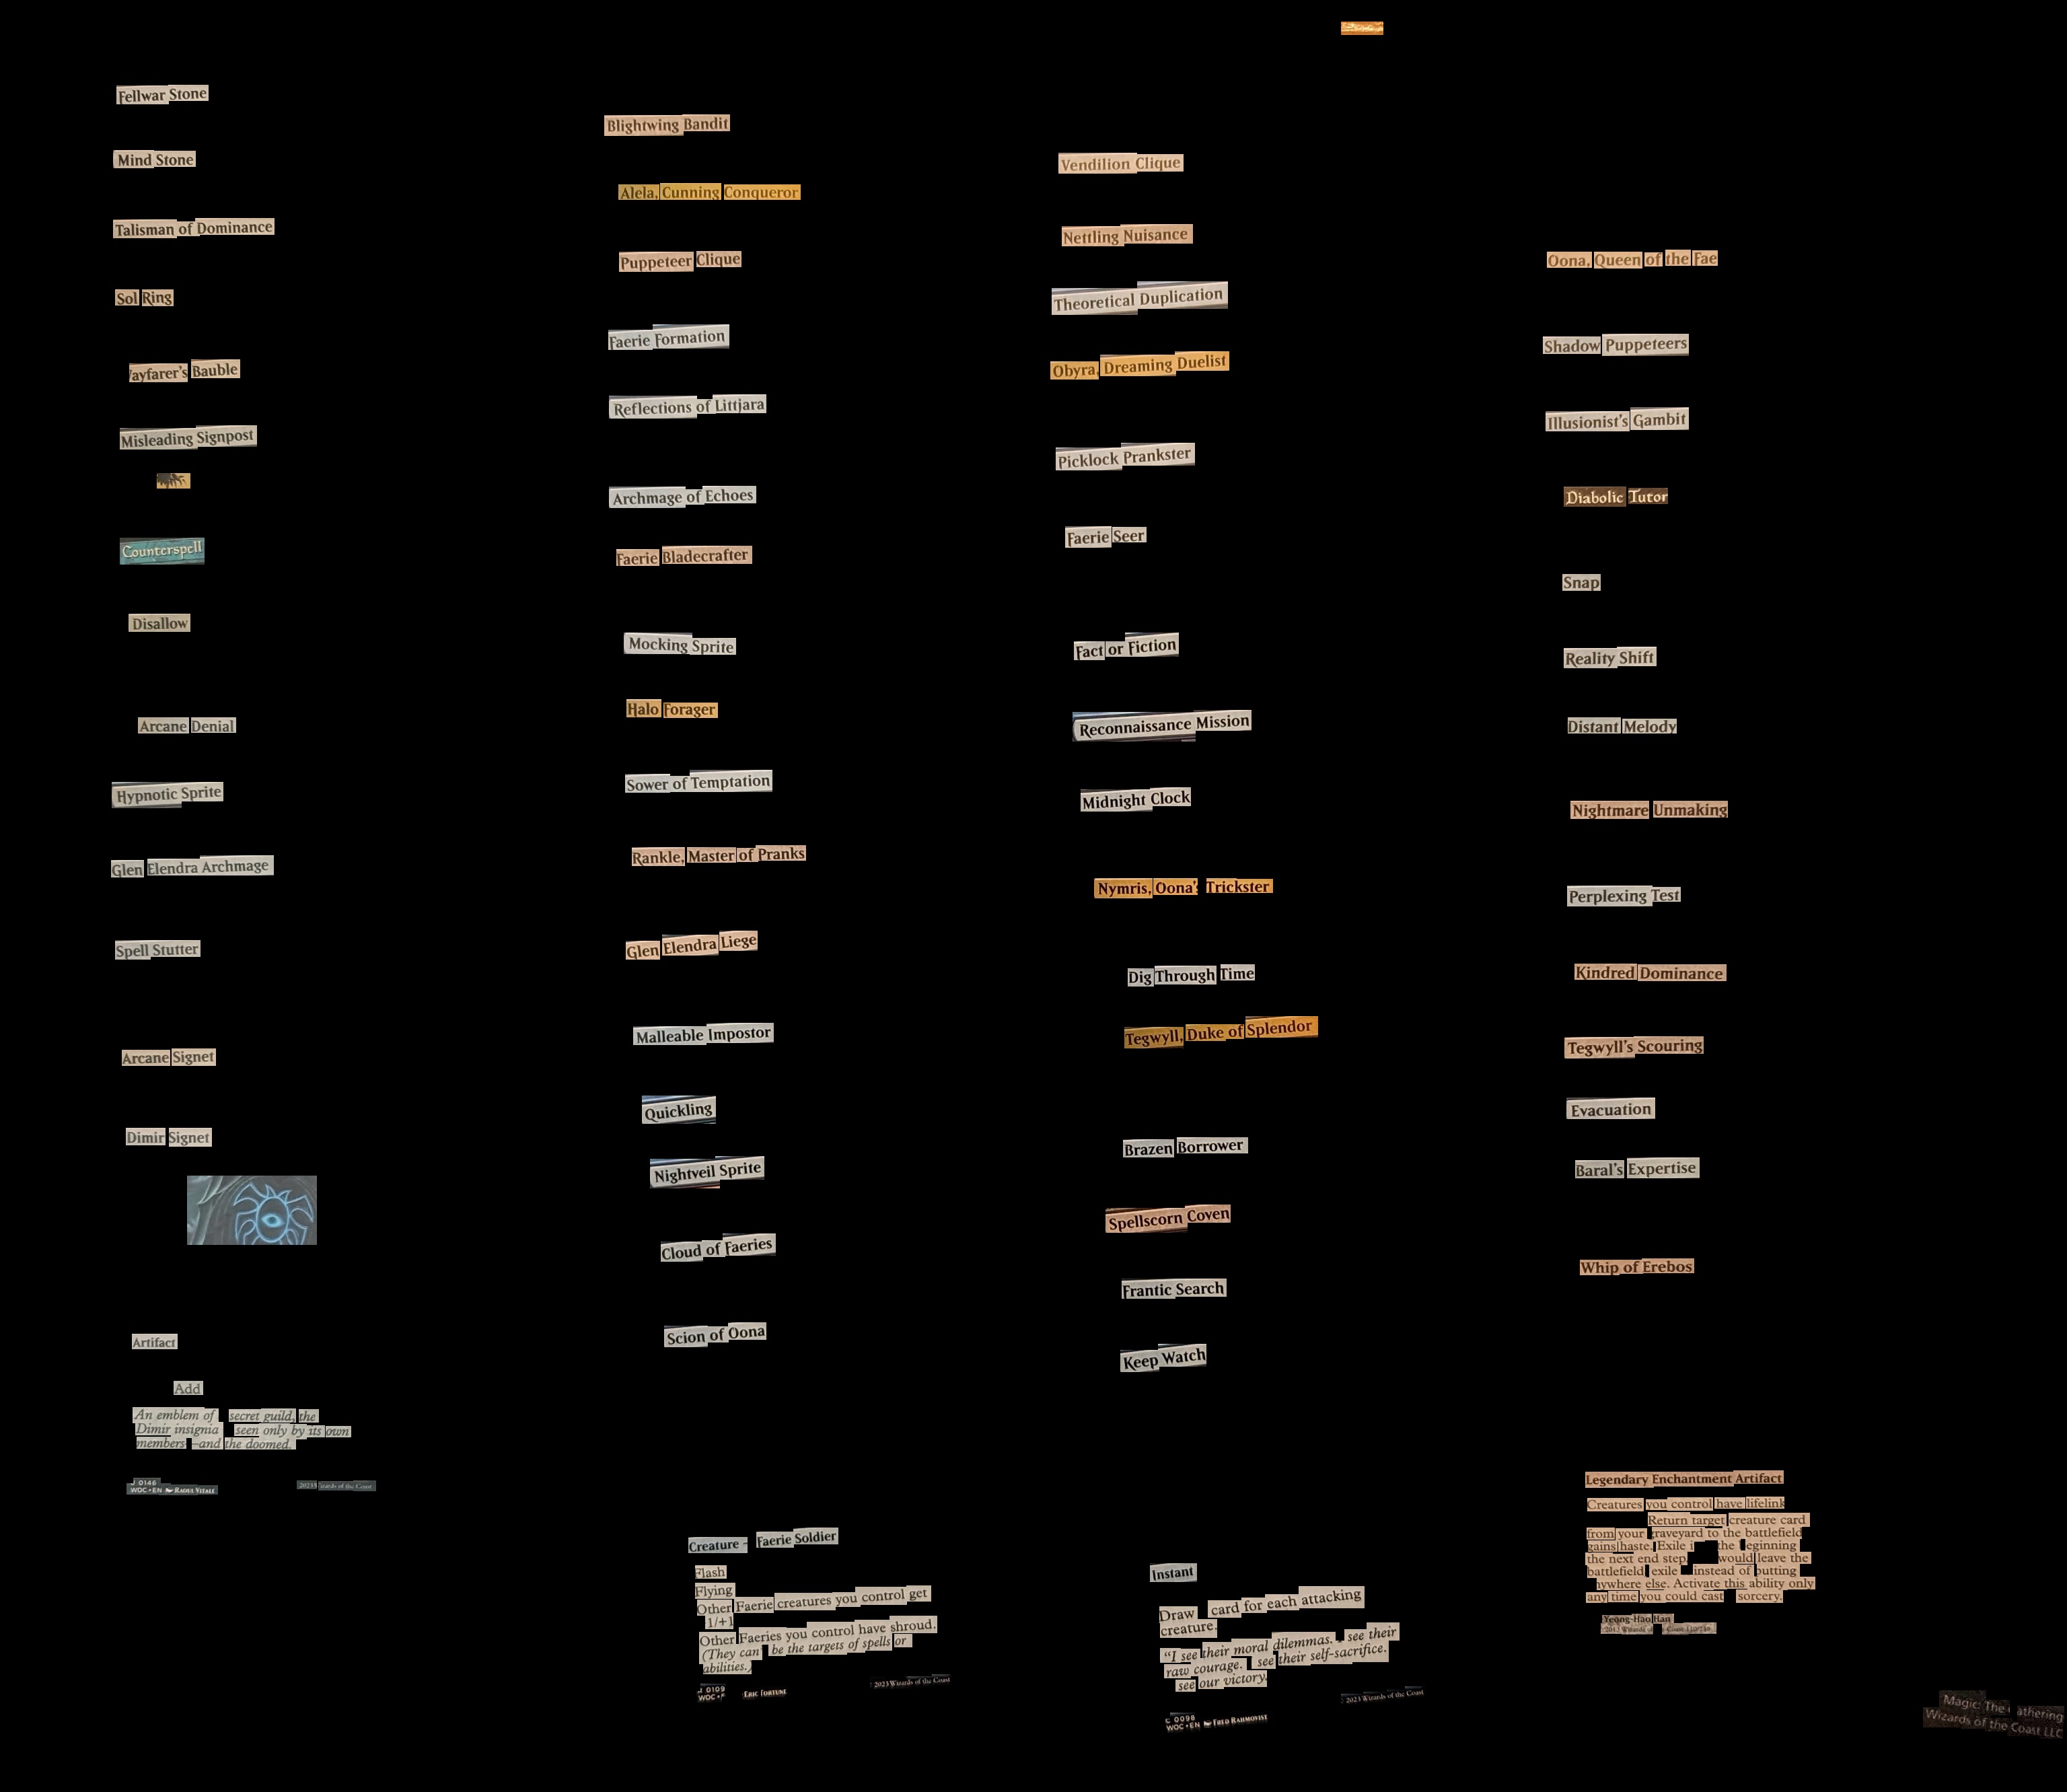 Fellwar Stone
Mind Stone
Talisman of Dominance
Sol Ring
ayfarer's Bauble
Misleading Signpost
Counterspell
Disallow
Arcane Denial
Hypnotic Sprite
Glen Elendra Archmage
Spell Stutter
Arcane Signet
Dimir Signet
Artifact
Add
An emblem of secret guild, the
Dimir insignia seen only by its own
members—and the doomed.
0146
WOC • EN Raoul Vitale
2023 Wizards of the Coast
Blightwing Bandit
Alela, Cunning Conqueror
Puppeteer Clique
Faerie Formation
Reflections of Littjara
Archmage of Echoes
Faerie Bladecrafter
Mocking Sprite
Halo Forager
Sower of Temptation
Rankle, Master of Pranks
Glen Elendra Liege
Malleable Impostor
Quickling
Nightveil Sprite
Cloud of Faeries
Scion of Oona
Creature – Faerie Soldier
Flash
Flying
Other Faerie creatures you control get
1/+1
Other Faeries you control have shroud.
(They can be the targets of spells or
abilities.)
0109
WOC
Eric Fortune
2023 Wizards of the Coast
Vendilion Clique
Nettling Nuisance
Theoretical Duplication
Obyra, Dreaming Duelist
Picklock Prankster
Faerie Seer
Fact or Fiction
Reconnaissance Mission
Midnight Clock
Nymris, Oona's Trickster
Dig Through Time
Tegwyll, Duke of Splendor
Brazen Borrower
Spellscorn Coven
Frantic Search
Keep Watch
Instant
Draw card for each attacking
creature.
“I see their moral dilemmas. see their
raw courage. see their self-sacrifice.
see our victory.
C 0098
WOC • EN Fred Rahmqvist
2023 Wizards of the Coast
Oona, Queen of the Fae
Shadow Puppeteers
Illusionist's Gambit
Diabolic Tutor
Snap
Reality Shift
Distant Melody
Nightmare Unmaking
Perplexing Test
Kindred Dominance
Tegwyll's Scouring
Evacuation
Baral's Expertise
Whip of Erebos
Legendary Enchantment Artifact
Creatures you control have lifelink
Return target creature card
from your graveyard to the battlefield
gains haste. Exile the beginning
the next end step. would leave the
battlefield exile instead of putting
nywhere else. Activate this ability only
any time you could cast sorcery.
Yeong-Hao Han
2013 Wizards of Coast
Magic: The Gathering
Wizards of the Coast LLC